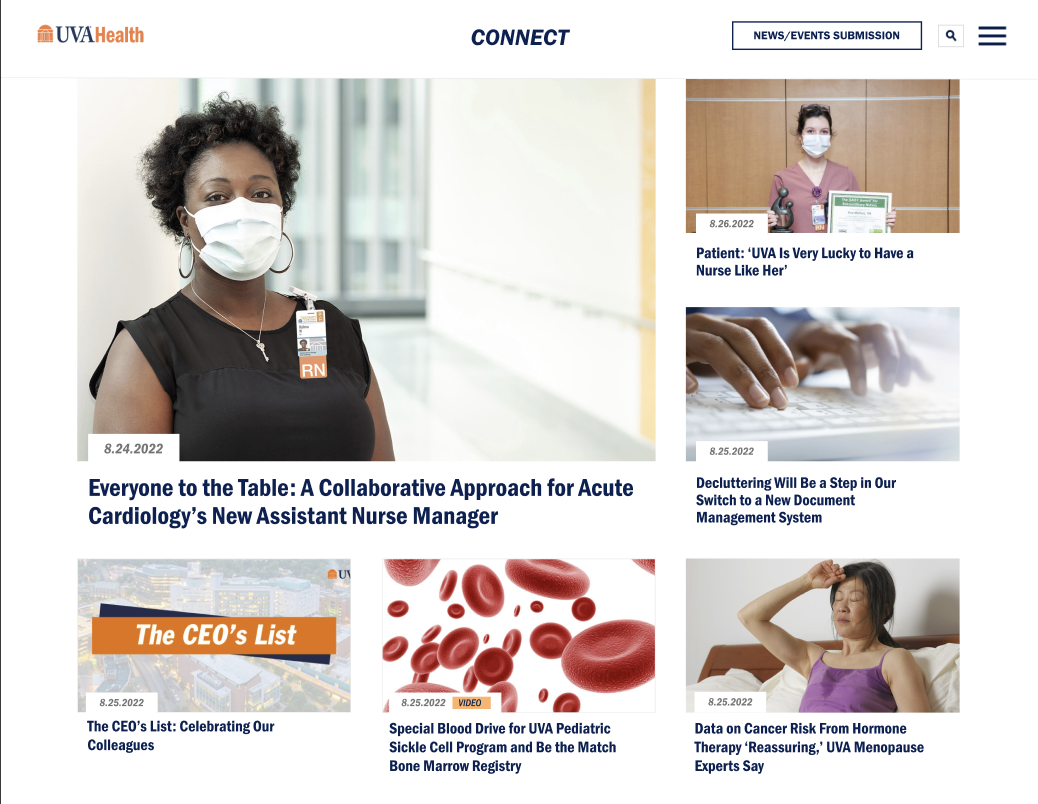 UVAHealth
CONNECT
NEWS/EVENTS SUBMISSION
RN
8.24.2022
Everyone to the Table: A Collaborative Approach for Acute
Cardiology’s New Assistant Nurse Manager
8.26.2022
Patient: ‘UVA Is Very Lucky to Have a
Nurse Like Her’
8.25.2022
Decluttering Will Be a Step in Our
Switch to a New Document
Management System
UV
The CEO’s List
8.25.2022
The CEO’s List: Celebrating Our
Colleagues
8.25.2022 VIDEO
Special Blood Drive for UVA Pediatric
Sickle Cell Program and Be the Match
Bone Marrow Registry
8.25.2022
Data on Cancer Risk From Hormone
Therapy ‘Reassuring,’ UVA Menopause
Experts Say